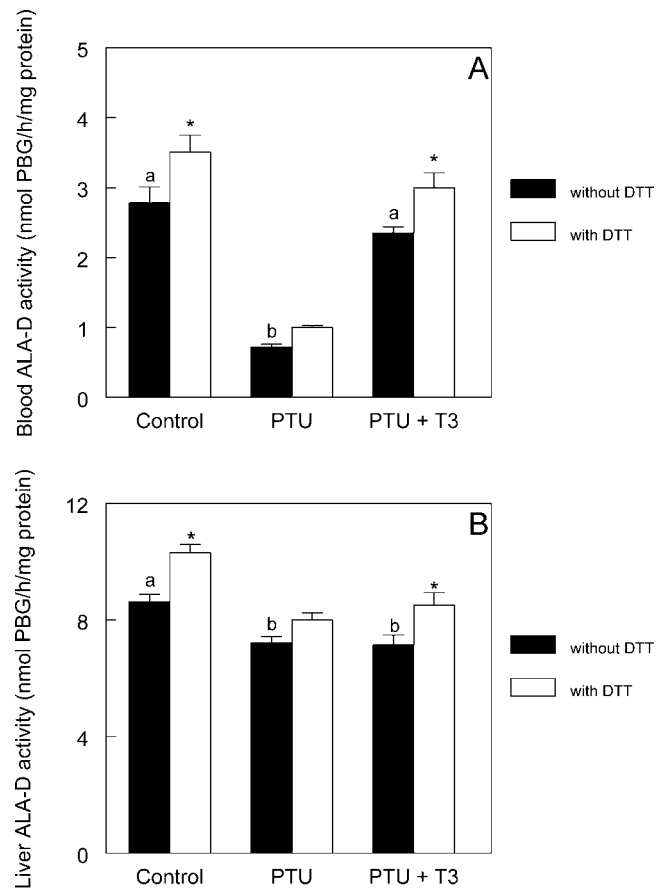 Blood ALA-D activity (nmol PBG/h/mg protein)
5
4
3
2
1
0
A
a
*
b
a
*
Control
PTU
PTU + T3
without DTT
with DTT
Liver ALA-D activity (nmol PBG/h/mg protein)
12
8
4
0
B
a
*
b
b
*
Control
PTU
PTU + T3
without DTT
with DTT